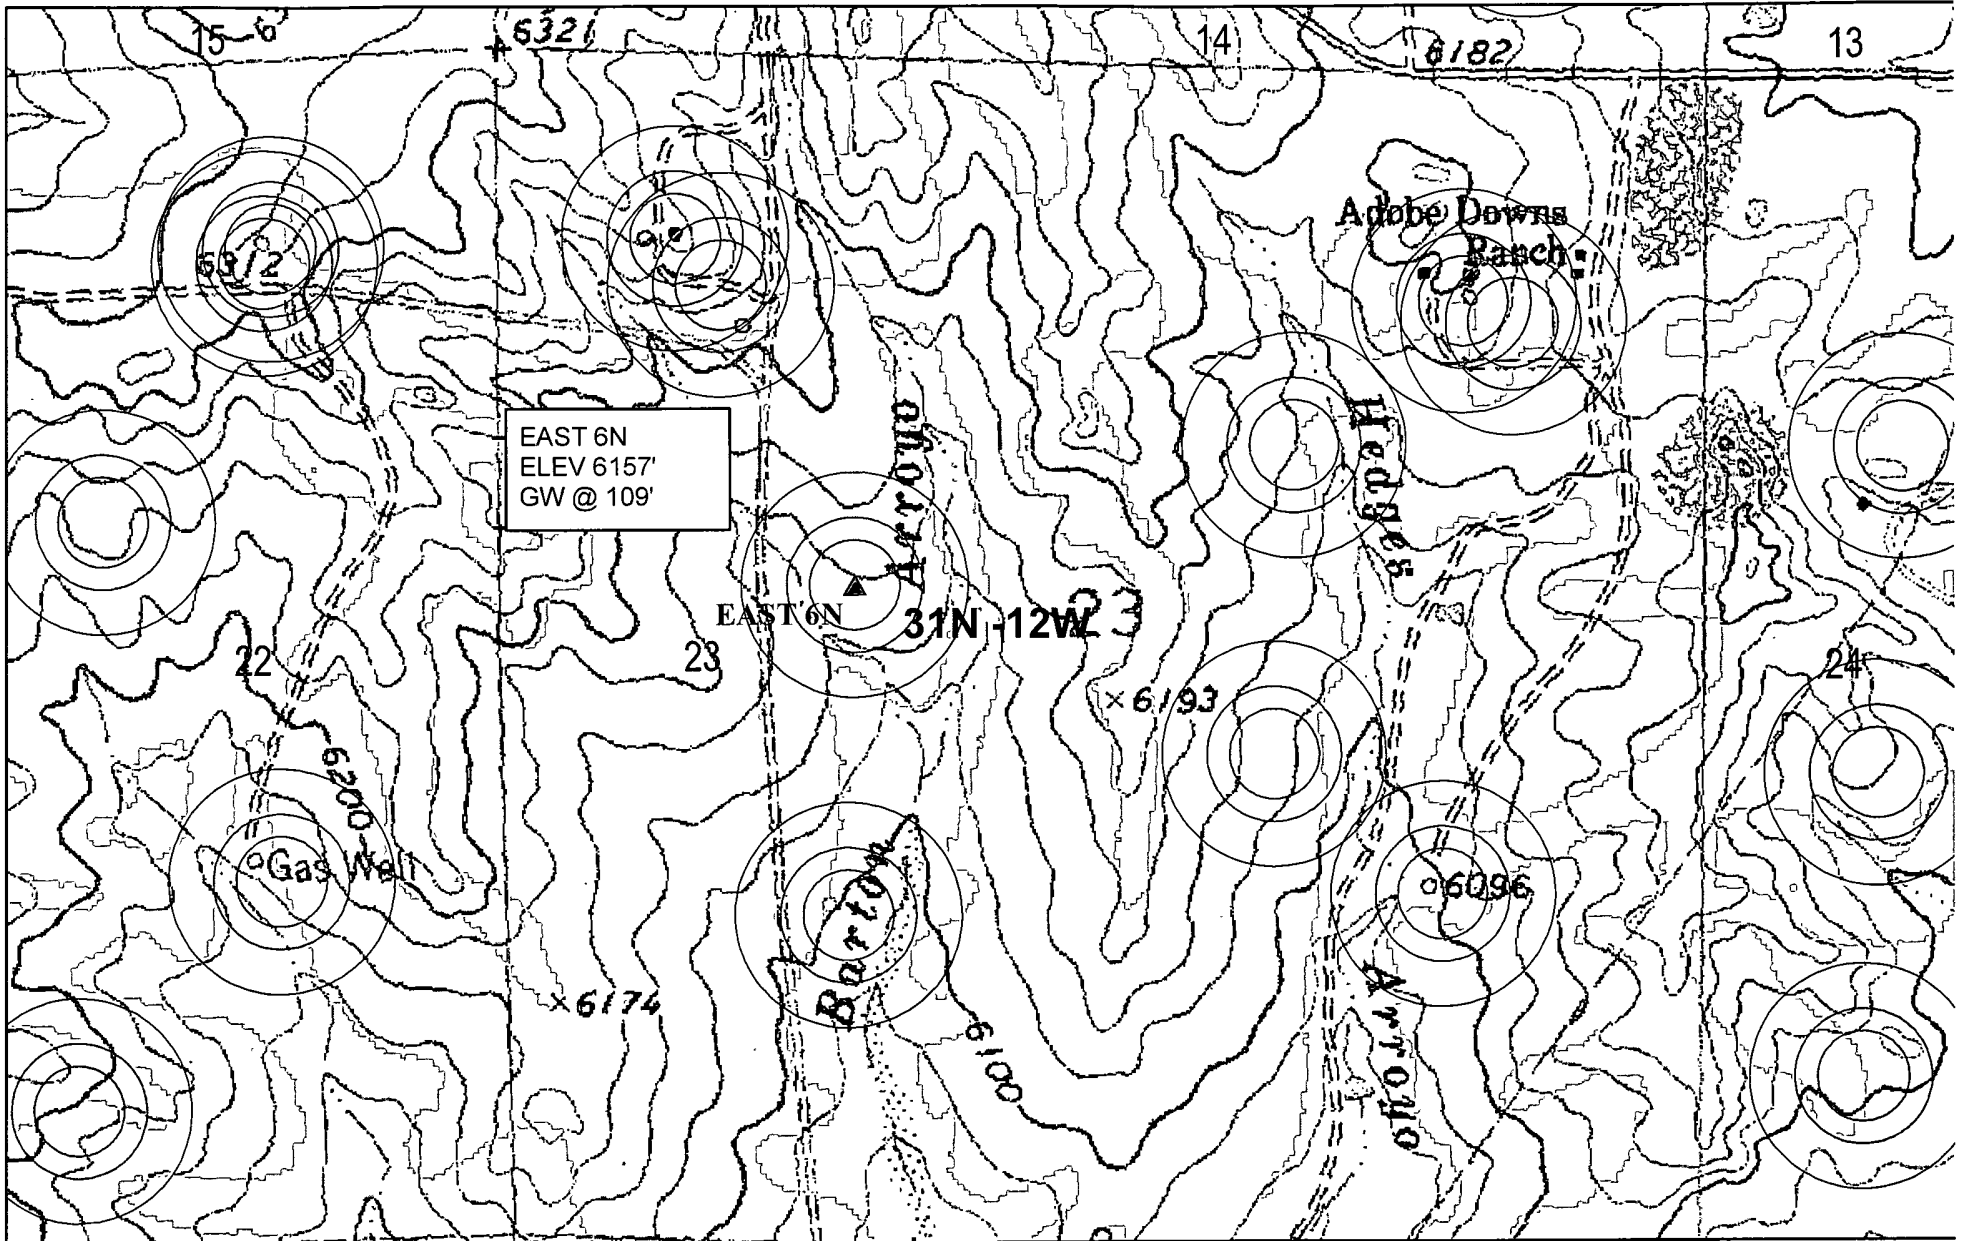 15
6321
14
6182
13
Adobe Downs
Ranch
6312
EAST 6N
ELEV 6157'
GW @ 109'
Arroyo
Hedges
EAST 6N
31N -12W
23
22
23
24
×6193
6200
Gas Well
Barton
6096
×6174
6100
Arroyo